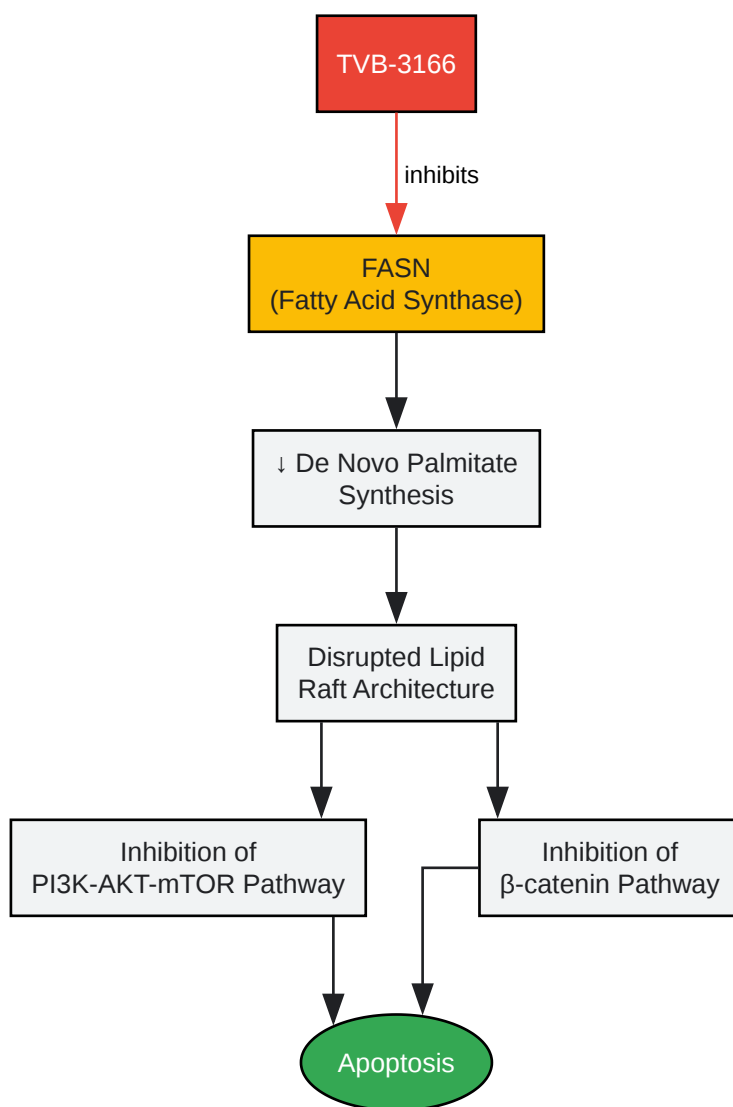 TVB-3166
inhibits
FASN
(Fatty Acid Synthase)
↓ De Novo Palmitate
Synthesis
Disrupted Lipid
Raft Architecture
Inhibition of
PI3K-AKT-mTOR Pathway
Inhibition of
β-catenin Pathway
Apoptosis